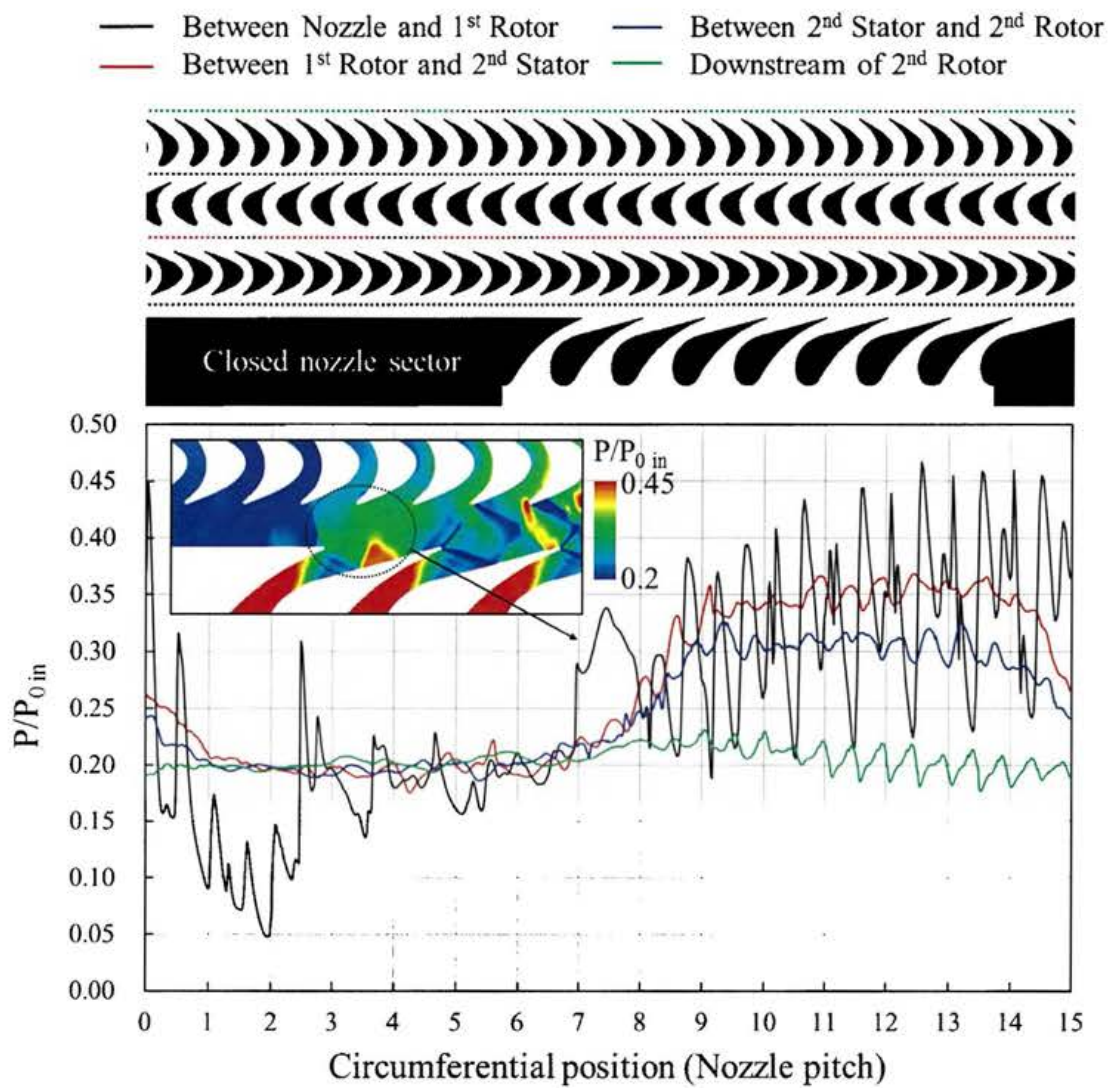 Between Nozzle and 1st Rotor
Between 2nd Stator and 2nd Rotor
Between 1st Rotor and 2nd Stator
Downstream of 2nd Rotor
Closed nozzle sector
0.50
0.45
0.40
0.35
0.30
0.25
0.20
0.15
0.10
0.05
0.00
P/P0 in
P/P0 in
0.45
0.2
0 1 2 3 4 5 6 7 8 9 10 11 12 13 14 15
Circumferential position (Nozzle pitch)